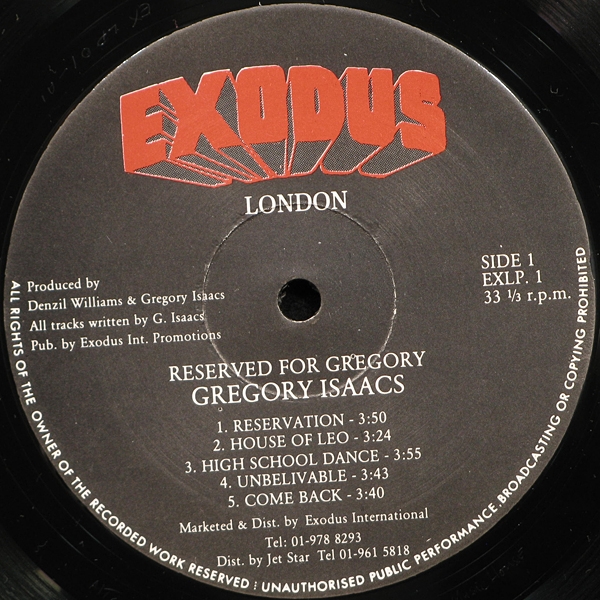 EXODUS
LONDON
SIDE 1
EXLP. 1
33 ⅓ r.p.m.
Produced by
Denzil Williams & Gregory Isaacs
All tracks written by G. Isaacs
Pub. by Exodus Int. Promotions
RESERVED FOR GREGORY
GREGORY ISAACS
1. RESERVATION - 3:50
2. HOUSE OF LEO - 3:24
3. HIGH SCHOOL DANCE - 3:55
4. UNBELIVABLE - 3:43
5. COME BACK - 3:40
Marketed & Dist. by Exodus International
Tel: 01-978 8293
Dist. by Jet Star Tel 01-961 5818
ALL RIGHTS OF THE OWNER OF THE RECORDED WORK RESERVED : UNAUTHORISED PUBLIC PERFORMANCE, BROADCASTING OR COPYING PROHIBITED